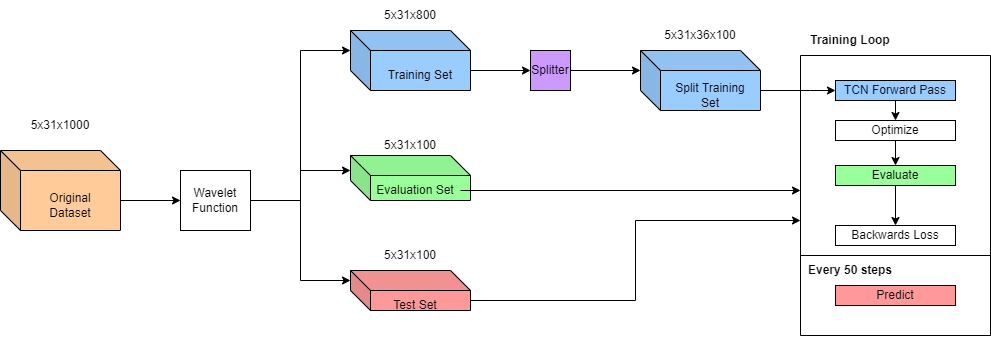 5x31x800
5x31x36x100
Training Loop
Training Set
Splitter
Split Training
Set
TCN Forward Pass
Optimize
5x31x1000
5x31x100
Evaluate
Original
Dataset
Wavelet
Function
Evaluation Set
Backwards Loss
5x31x100
Every 50 steps
Test Set
Predict